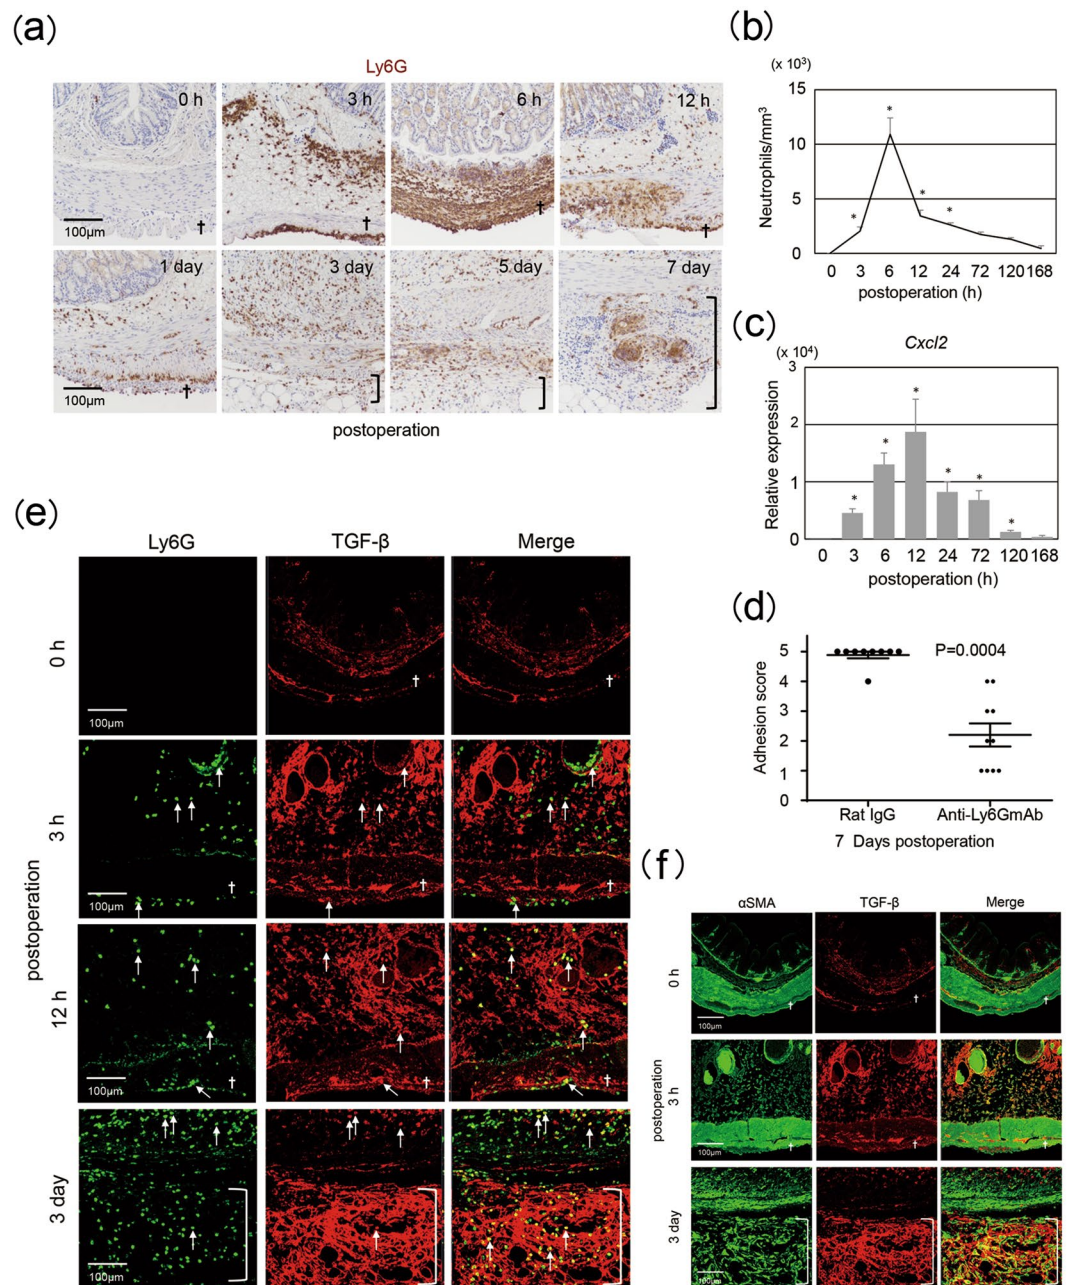 (a)
Ly6G
0 h
3 h
6 h
12 h
†
†
†
†
100μm
1 day
3 day
5 day
7 day
†
100μm
postoperation
(b)
(x 10³)
Neutrophils/mm³
15
10
5
0
*
*
*
*
0 3 6 12 24 72 120 168
postoperation (h)
(c)
Cxcl2
(x 10⁴)
Relative expression
3
2
1
0
*
*
*
*
*
*
0 3 6 12 24 72 120 168
postoperation (h)
(d)
Adhesion score
5
4
3
2
1
0
P=0.0004
Rat IgG Anti-Ly6GmAb
7 Days postoperation
(e)
Ly6G TGF-β Merge
postoperation
0 h
100μm
†
†
3 h
100μm
†
†
†
12 h
100μm
†
†
†
3 day
100μm
(f)
αSMA TGF-β Merge
postoperation
0 h
100μm
†
†
†
3 h
100μm
†
†
†
3 day
100μm